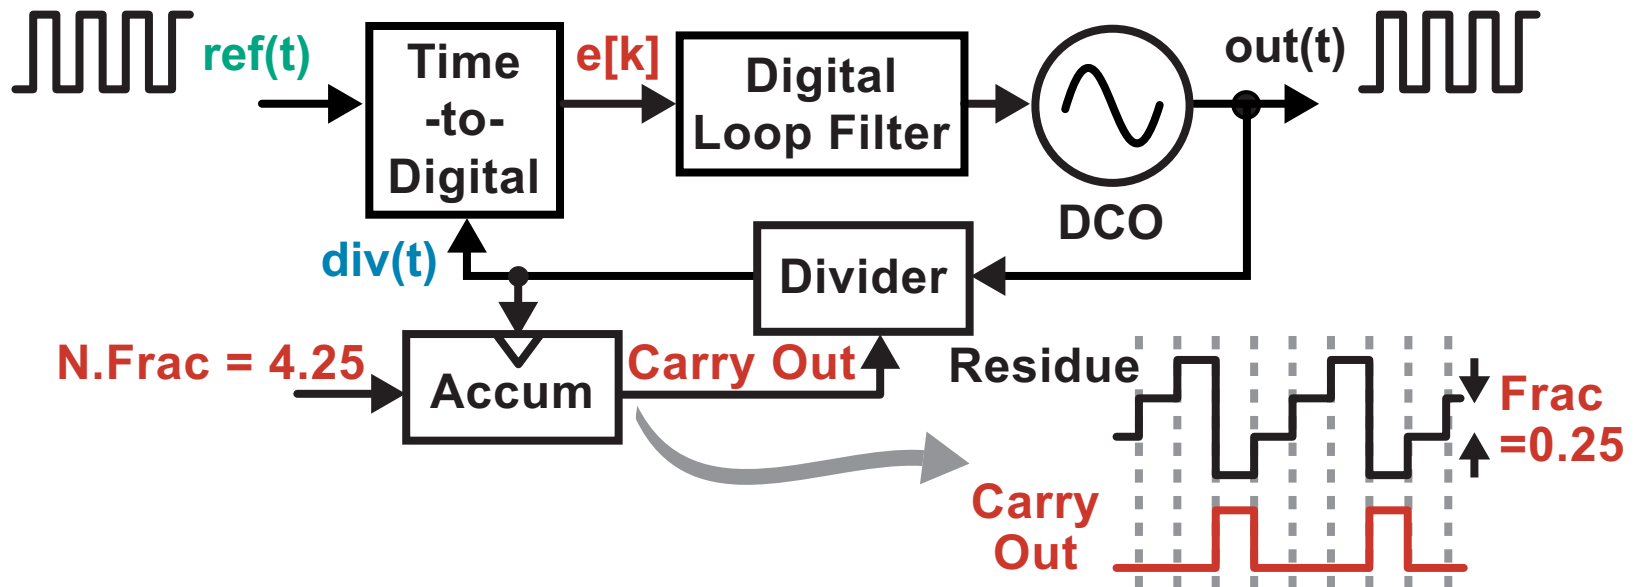 ref(t)
Time
-to-
Digital
e[k]
Digital
Loop Filter
DCO
out(t)
div(t)
Divider
N.Frac = 4.25
Accum
Carry Out
Residue
Frac
=0.25
Carry
Out